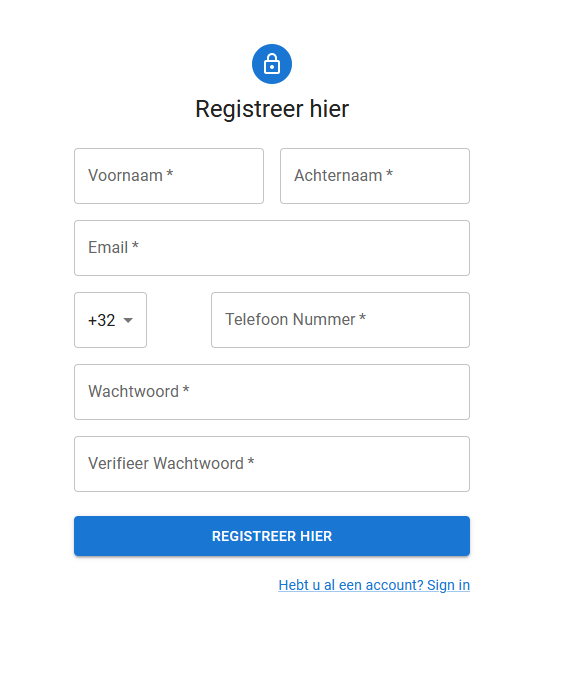 Registreer hier
Voornaam * Achternaam *
Email *
+32 Telefoon Nummer *
Wachtwoord *
Verifieer Wachtwoord *
REGISTREER HIER
Hebt u al een account? Sign in